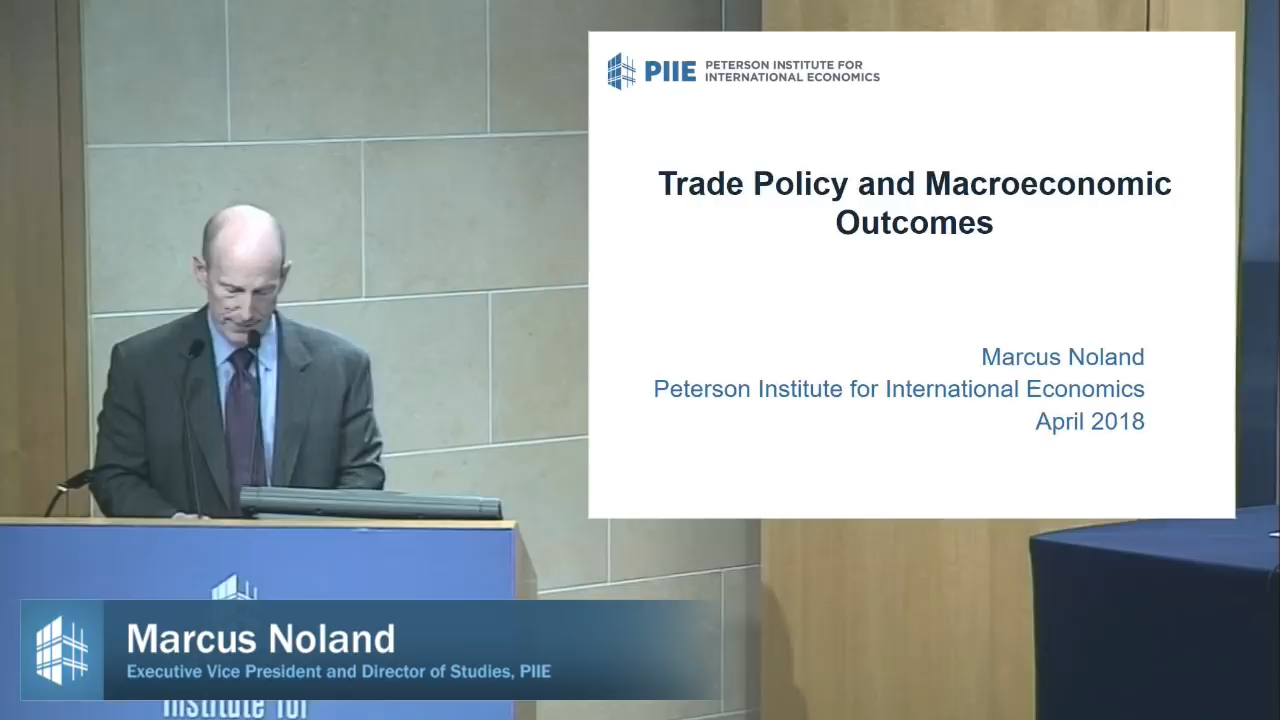 PIIE
PETERSON INSTITUTE FOR
INTERNATIONAL ECONOMICS
Trade Policy and Macroeconomic
Outcomes
Marcus Noland
Peterson Institute for International Economics
April 2018
Marcus Noland
Executive Vice President and Director of Studies, PIIE
Institute for